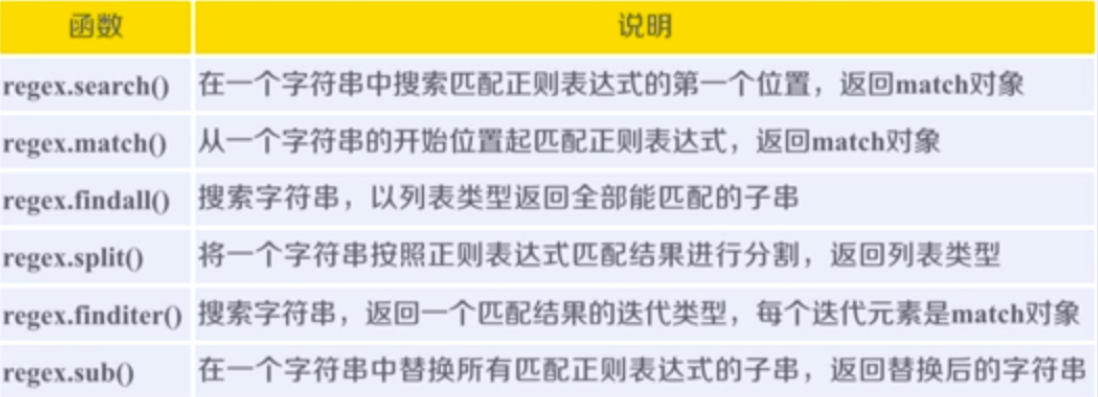 函数 说明
regex.search() 在一个字符串中搜索匹配正则表达式的第一个位置，返回match对象
regex.match() 从一个字符串的开始位置起匹配正则表达式，返回match对象
regex.findall() 搜索字符串，以列表类型返回全部能匹配的子串
regex.split() 将一个字符串按照正则表达式匹配结果进行分割，返回列表类型
regex.finditer() 搜索字符串，返回一个匹配结果的迭代类型，每个迭代元素是match对象
regex.sub() 在一个字符串中替换所有匹配正则表达式的子串，返回替换后的字符串